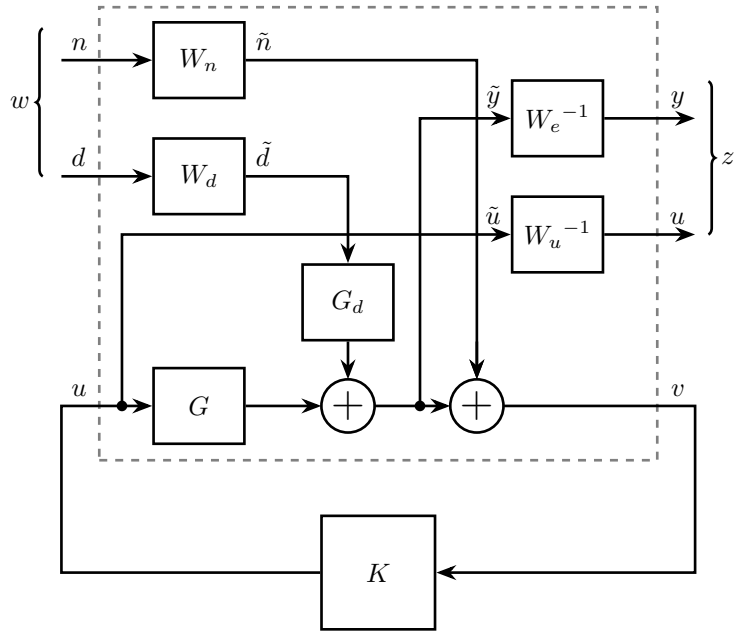 n W_n ñ
w
ỹ W_e⁻¹ y
d W_d d̃
z
ũ W_u⁻¹ u
G_d
u G + + v
K